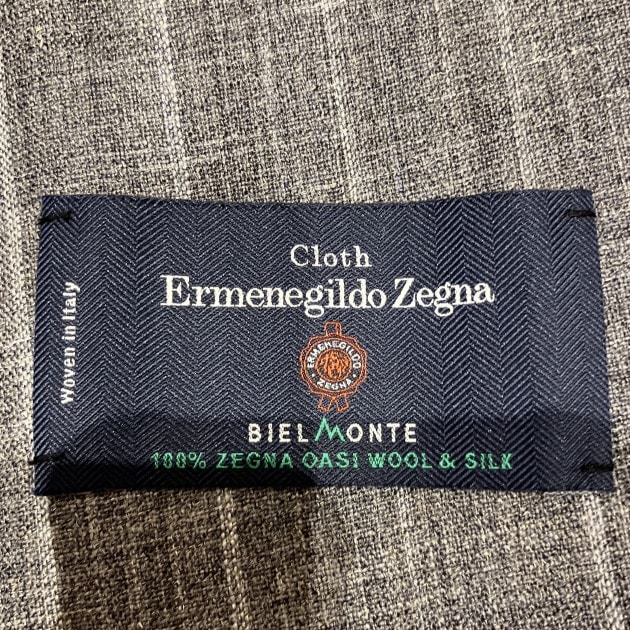 Cloth
Ermenegildo Zegna
ERMENEGILDO
ZEGNA
BIELMONTE
100% ZEGNA OASI WOOL & SILK
Woven in Italy